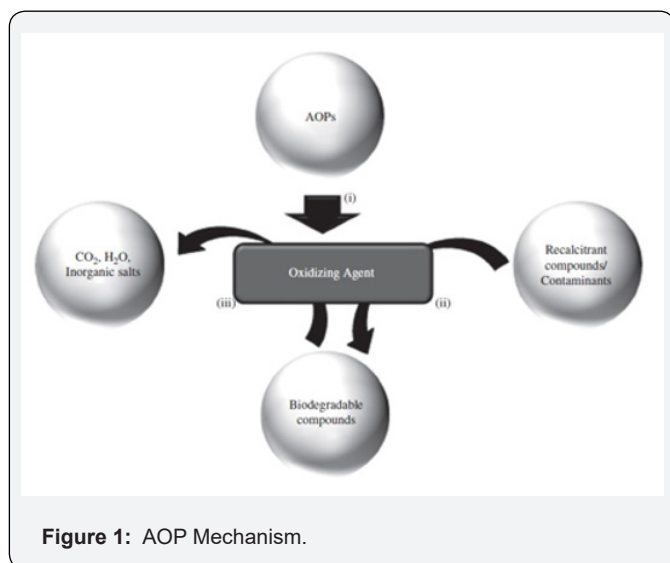 AOPs
(i)
CO₂, H₂O,
Inorganic salts
Oxidizing Agent
Recalcitrant
compounds/
Contaminants
(iii)
(ii)
Biodegradable
compounds
Figure 1: AOP Mechanism.